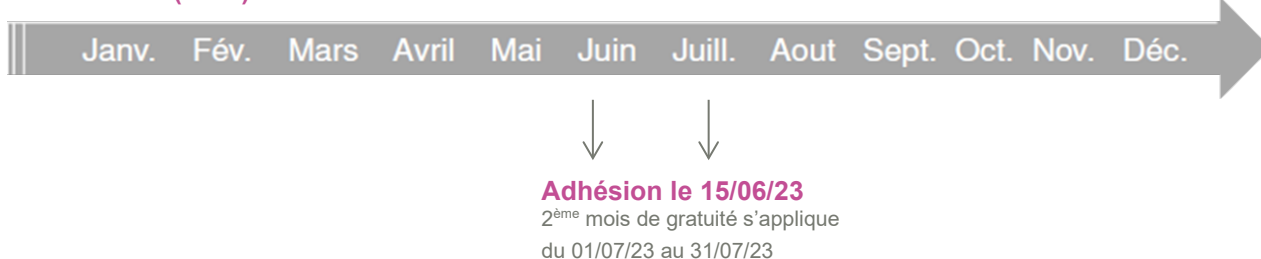 Janv. Fév. Mars Avril Mai Juin Juill. Aout Sept. Oct. Nov. Déc.
Adhésion le 15/06/23
2ème mois de gratuité s’applique
du 01/07/23 au 31/07/23